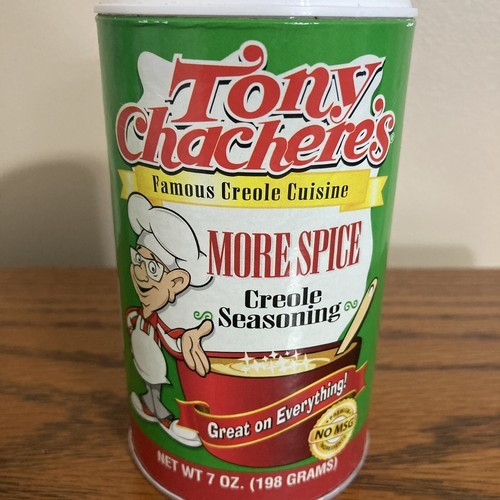 Tony
Chachere's
Famous Creole Cuisine
MORE SPICE
Creole
Seasoning
Great on Everything!
NO MSG
NET WT 7 OZ. (198 GRAMS)